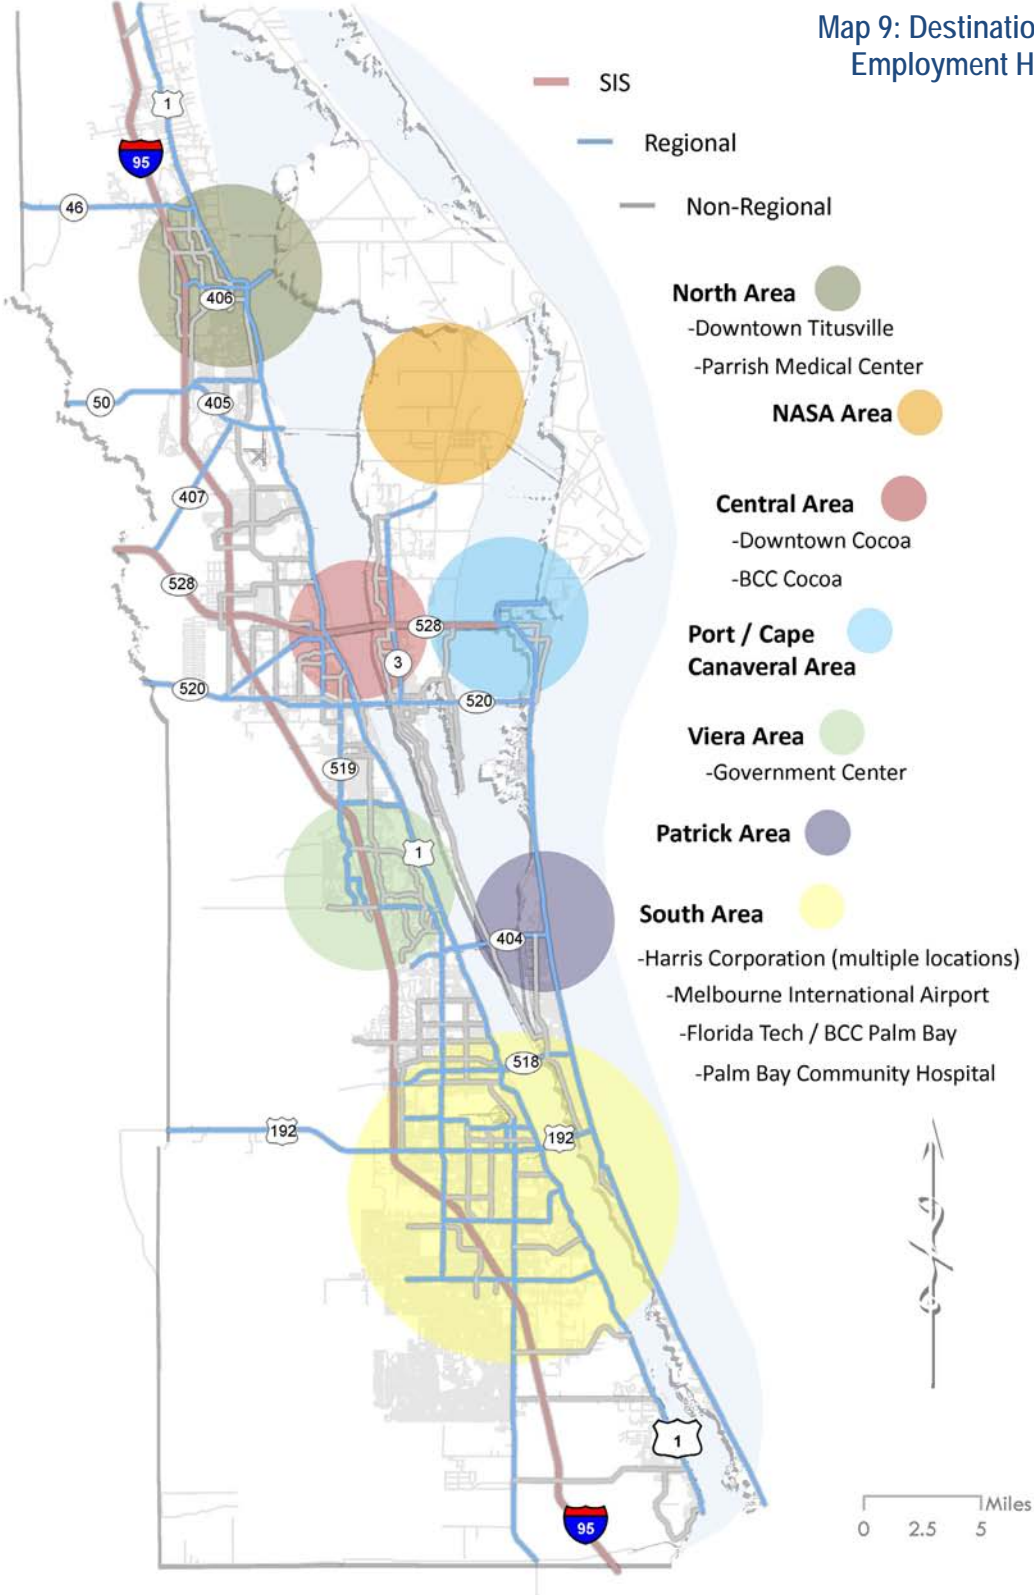 Map 9: Destinatio
Employment H
SIS
Regional
Non-Regional
North Area
-Downtown Titusville
-Parrish Medical Center
NASA Area
Central Area
-Downtown Cocoa
-BCC Cocoa
Port / Cape
Canaveral Area
Viera Area
-Government Center
Patrick Area
South Area
-Harris Corporation (multiple locations)
-Melbourne International Airport
-Florida Tech / BCC Palm Bay
-Palm Bay Community Hospital
1
95
46
406
50
405
407
528
528
3
520
520
519
1
404
518
192
192
1
95
Miles
0 2.5 5